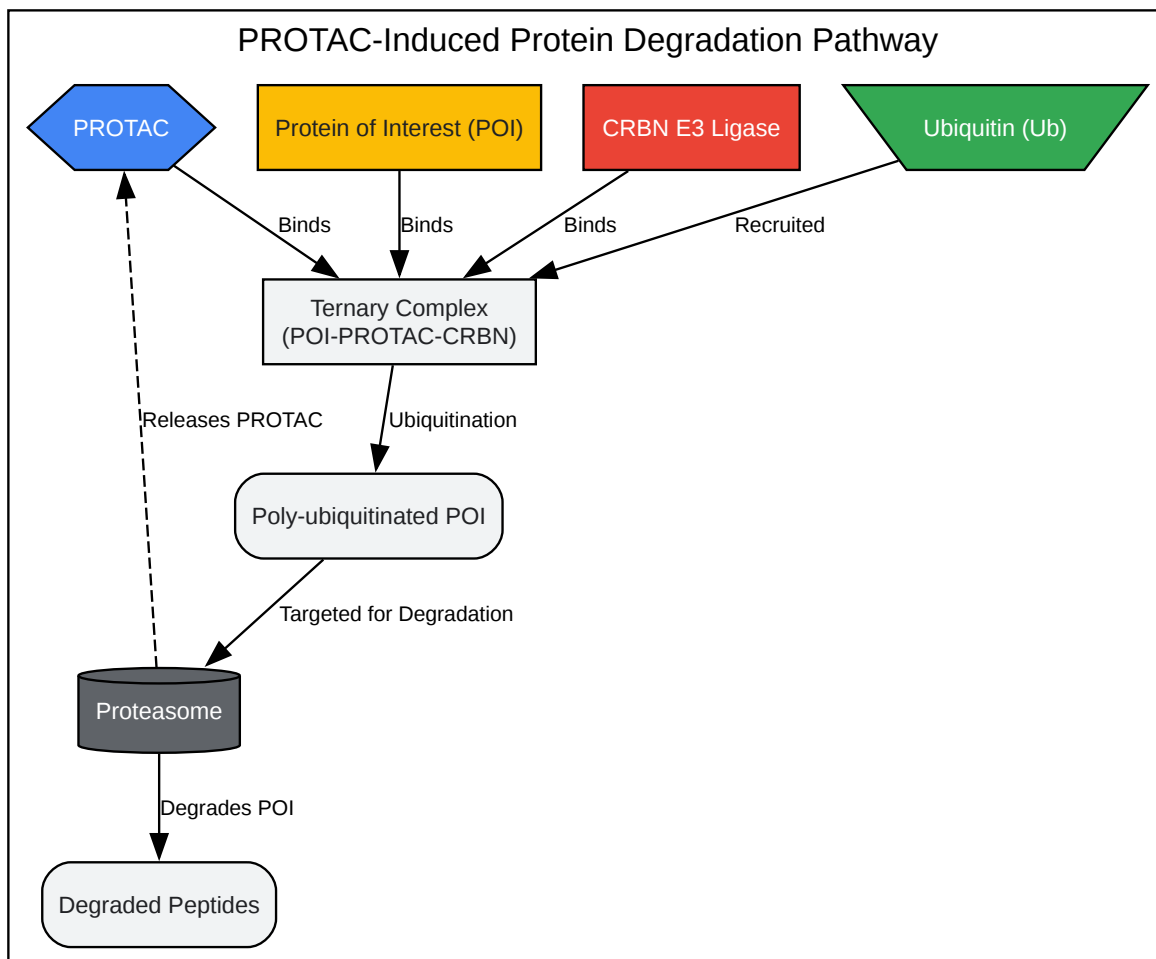 PROTAC-Induced Protein Degradation Pathway
PROTAC
Protein of Interest (POI)
CRBN E3 Ligase
Ubiquitin (Ub)
Binds
Binds
Binds
Recruited
Ternary Complex
(POI-PROTAC-CRBN)
Releases PROTAC
Ubiquitination
Poly-ubiquitinated POI
Targeted for Degradation
Proteasome
Degrades POI
Degraded Peptides